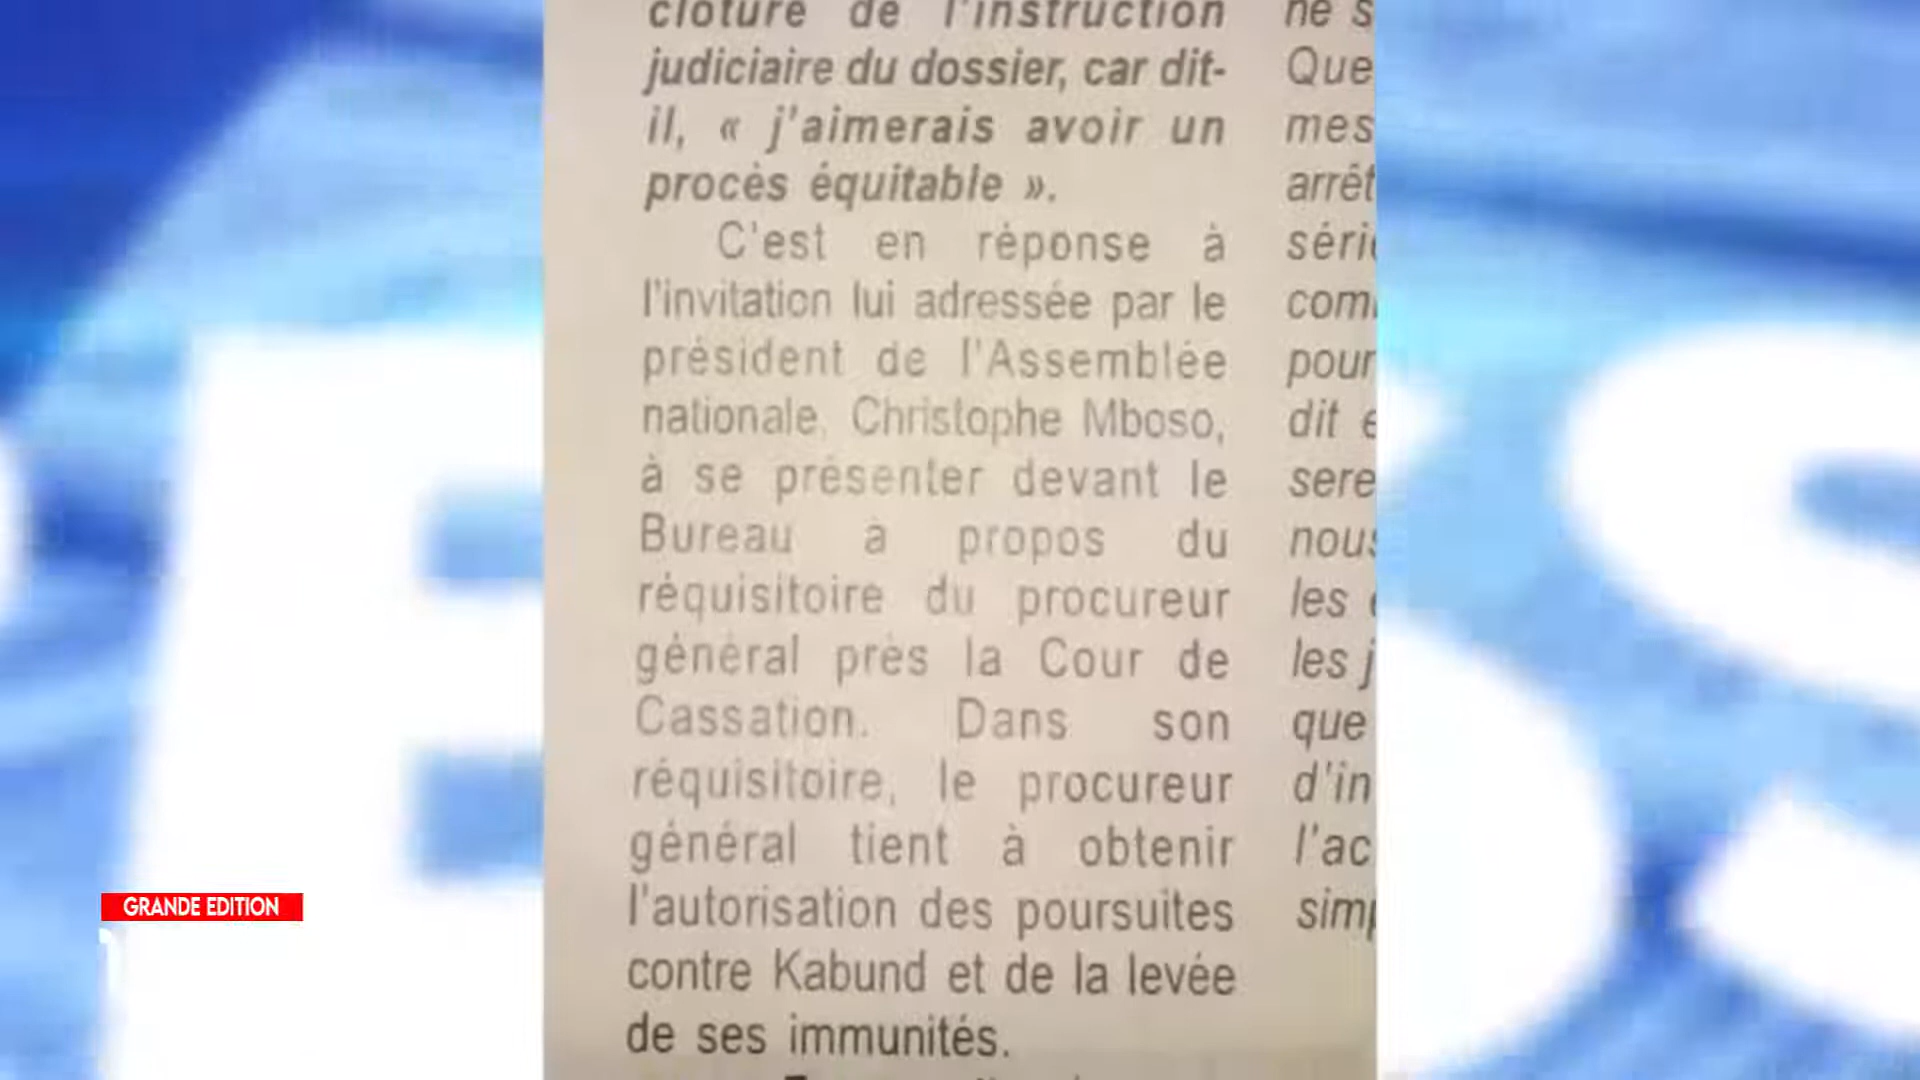 clôture de l'instruction
judiciaire du dossier, car dit-
il, « j'aimerais avoir un
procès équitable ».
C'est en réponse à
l'invitation lui adressée par le
président de l'Assemblée
nationale, Christophe Mboso,
à se présenter devant le
Bureau à propos du
réquisitoire du procureur
général près la Cour de
Cassation. Dans son
réquisitoire, le procureur
général tient à obtenir
l'autorisation des poursuites
contre Kabund et de la levée
de ses immunités.
ne s
Que
mes
arrêt
séri
com
pour
dit
sere
nous
les
les j
que
d'in
l'ac
sim
GRANDE EDITION